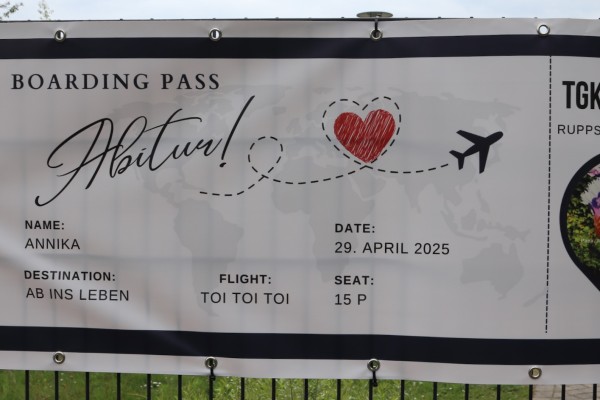 BOARDING PASS
Abitur!
NAME:
ANNIKA
DATE:
29. APRIL 2025
DESTINATION:
AB INS LEBEN
FLIGHT:
TOI TOI TOI
SEAT:
15 P
TGK
RUPPS